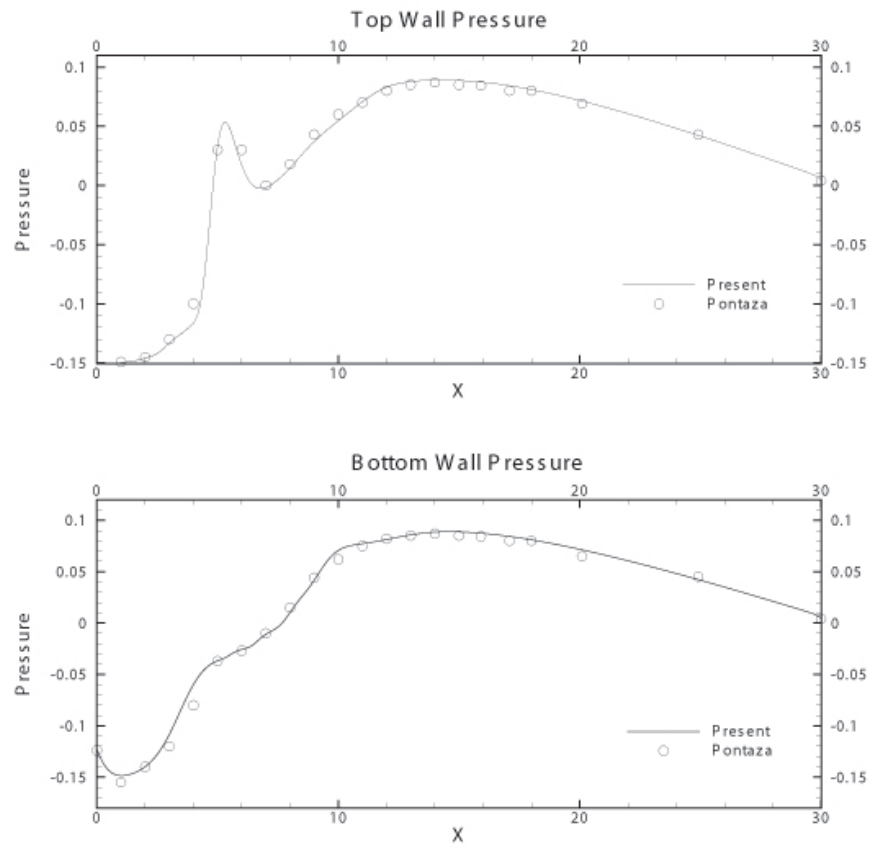 Top Wall Pressure
0 10 20 30
0.1 0.1
0.05 0.05
0 0
-0.05 -0.05
-0.1 -0.1
-0.15 -0.15
Pressure
Present
Pontaza
0 10 20 30
X
Bottom Wall Pressure
0 10 20 30
0.1 0.1
0.05 0.05
0 0
-0.05 -0.05
-0.1 -0.1
-0.15 -0.15
Pressure
Present
Pontaza
0 10 20 30
X